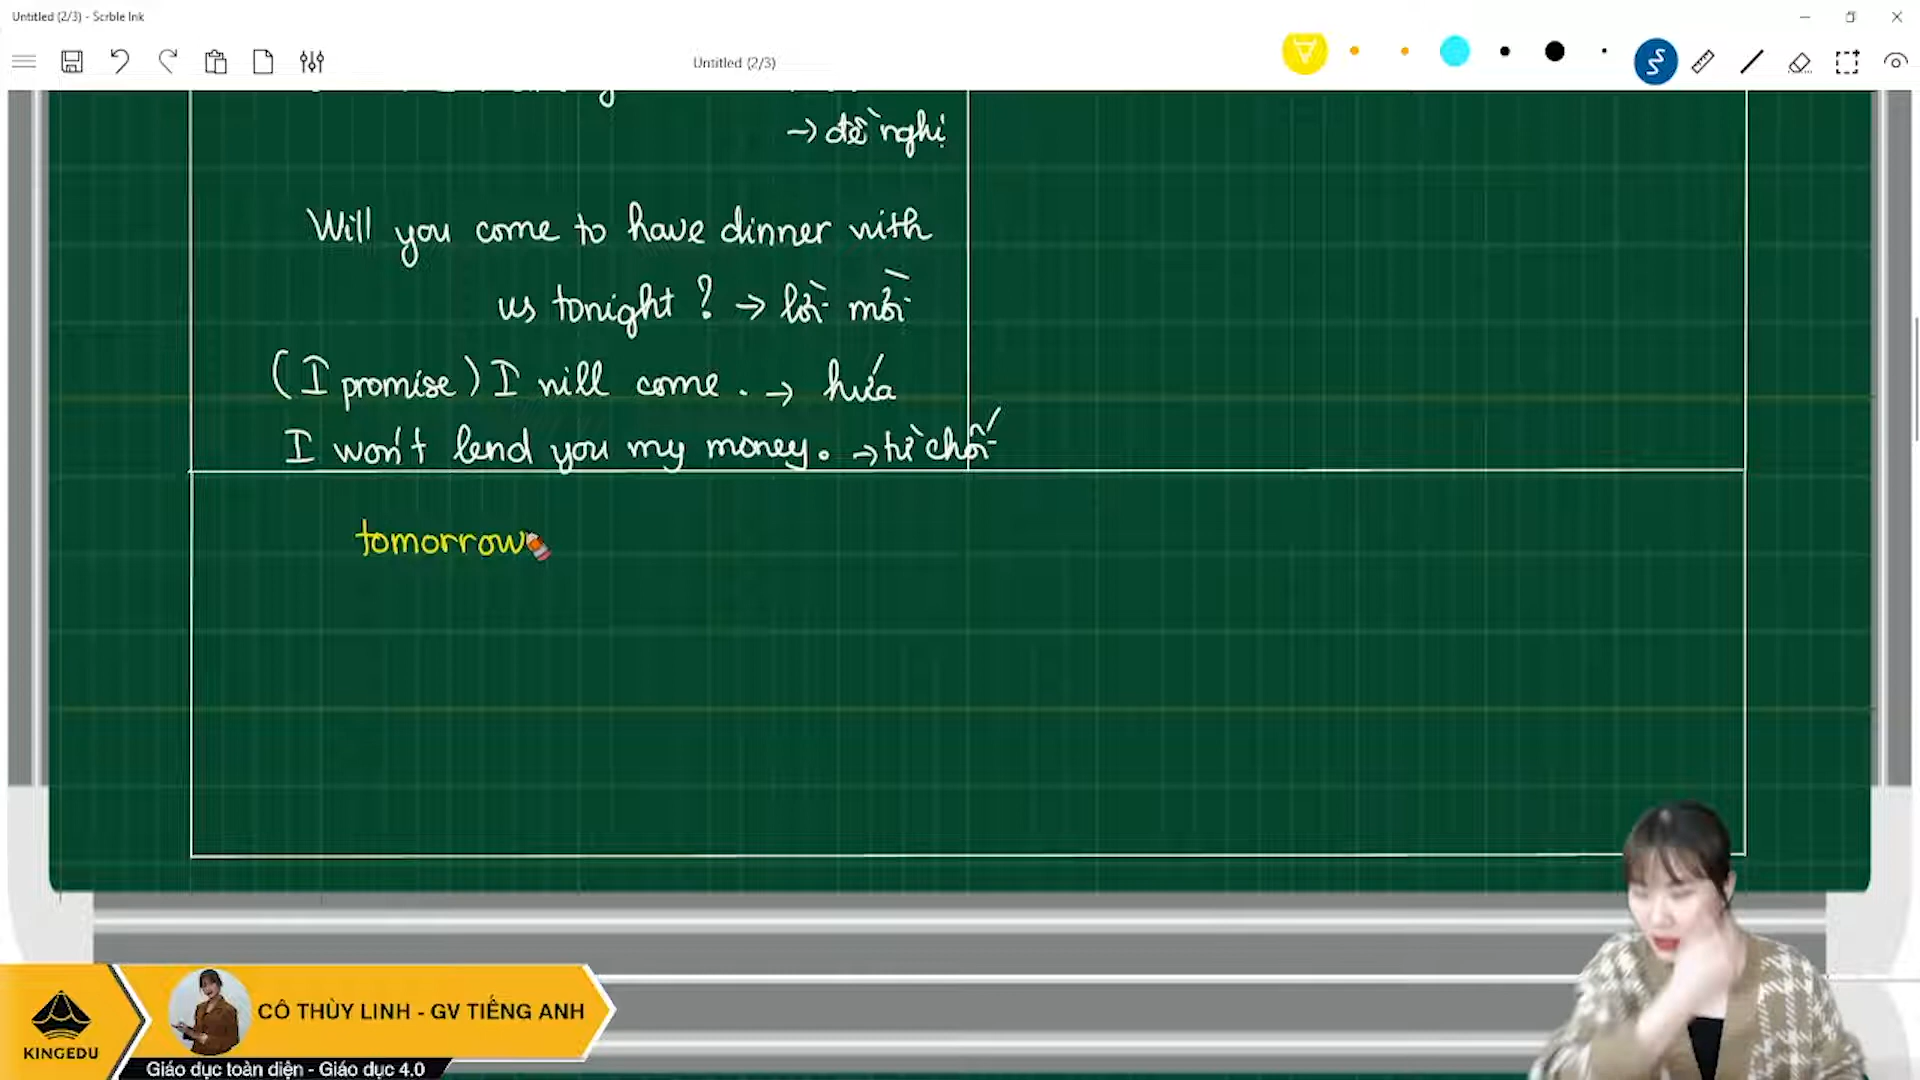 Untitled (2/3) - Scrble Ink
Untitled (2/3)
→ đề nghị
Will you come to have dinner with
us tonight ? → lời mời
(I promise) I will come . → hứa
I won't lend you my money. → từ chối
tomorrow
CÔ THÙY LINH - GV TIẾNG ANH
KINGEDU
Giáo dục toàn diện - Giáo dục 4.0